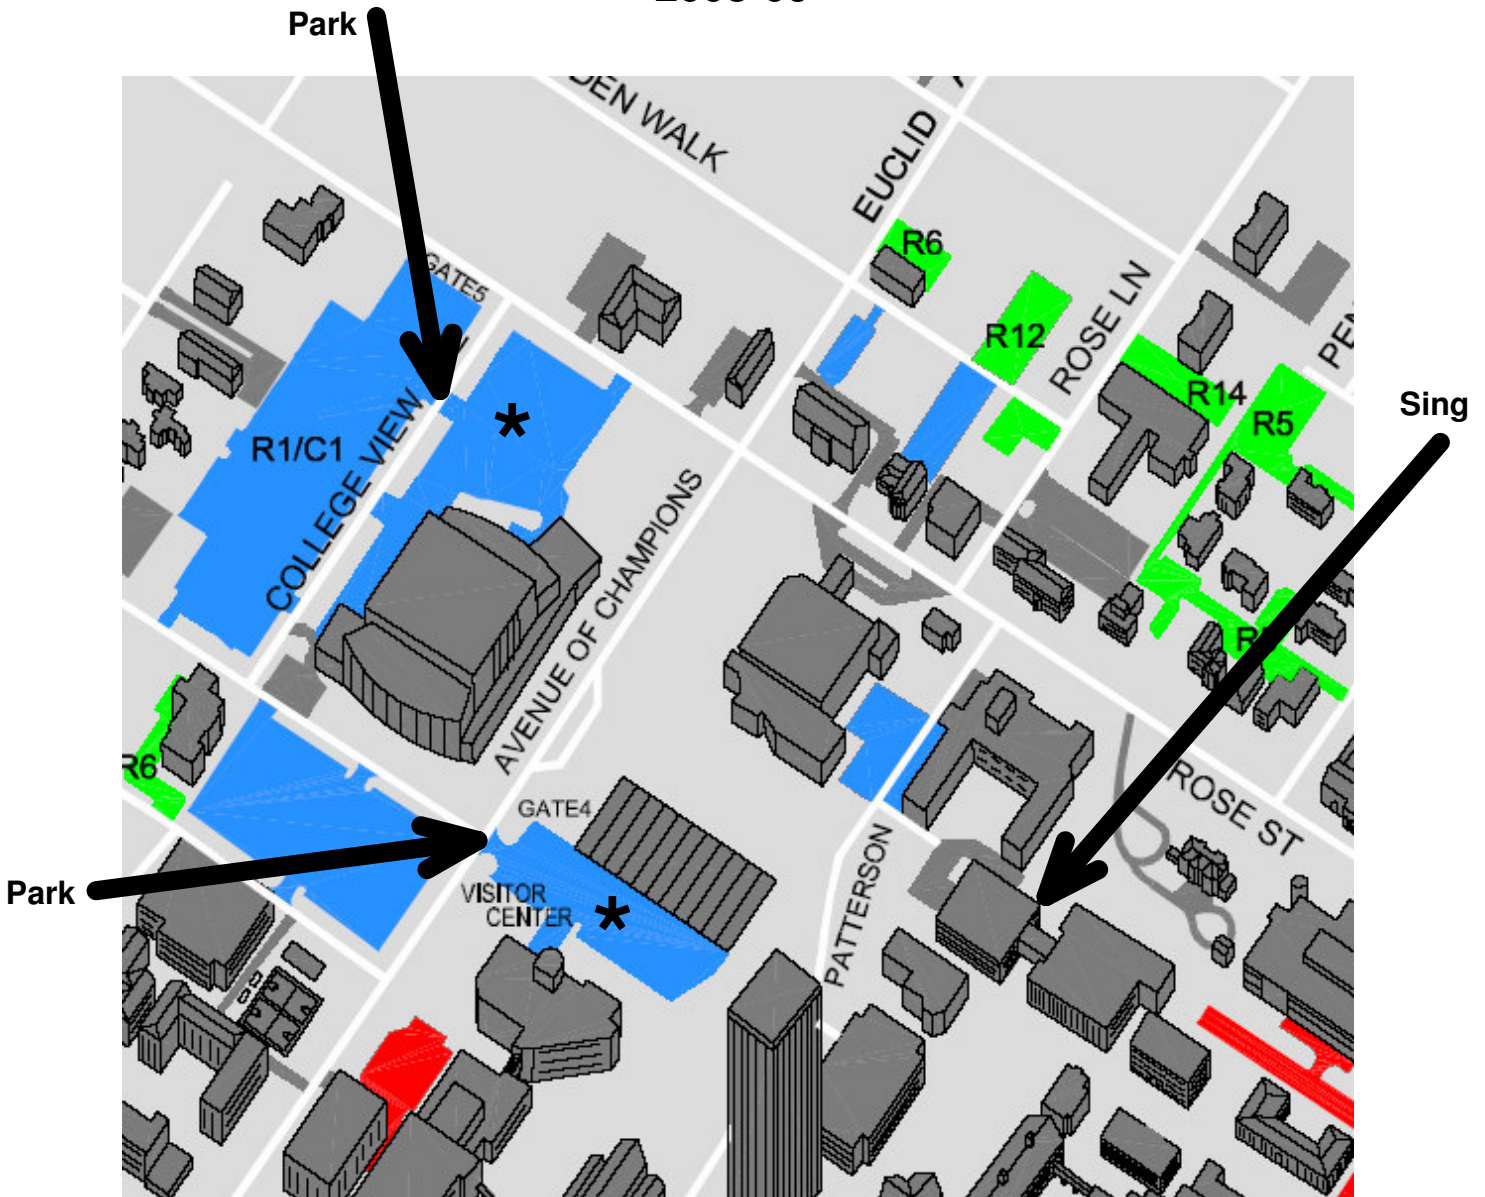 Park
DEN WALK
EUCLID
GATE5
R6
R12
ROSE LN
R14
R5
Sing
*
R1/C1
COLLEGE VIEW
AVENUE OF CHAMPIONS
R6
ROSE ST
GATE4
PATTERSON
Park
VISITOR
CENTER
*